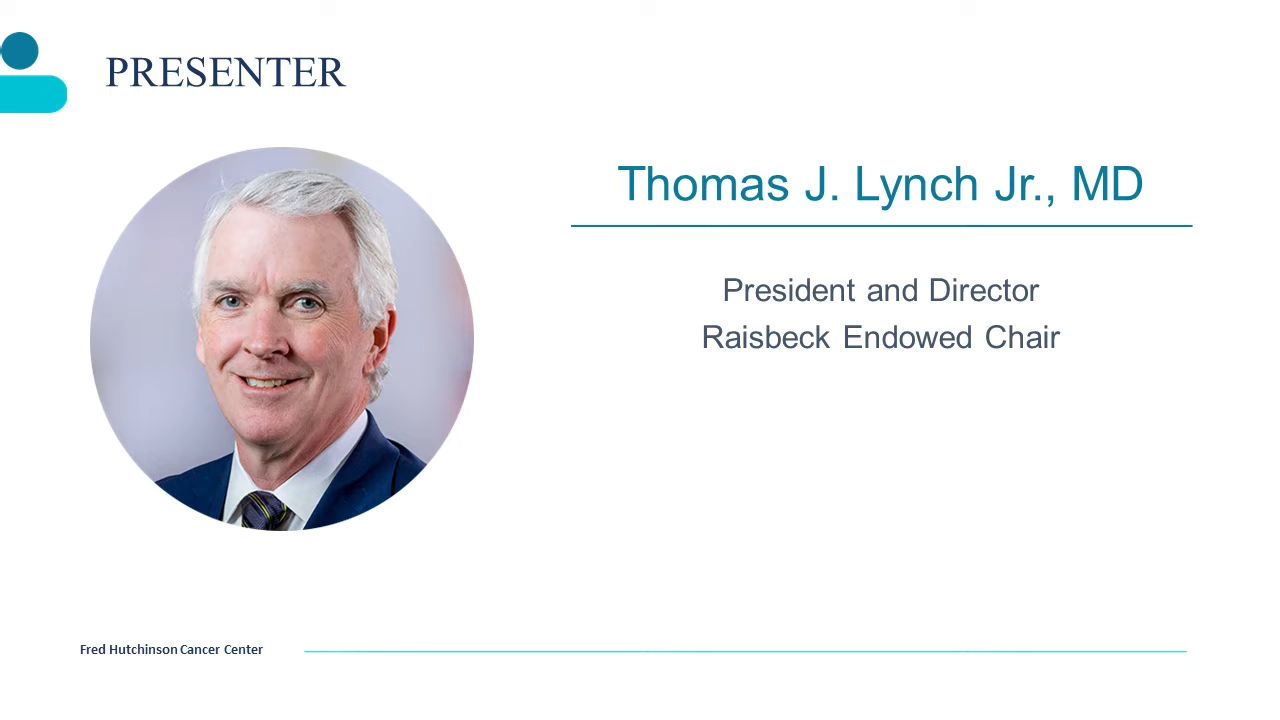 PRESENTER
Thomas J. Lynch Jr., MD
President and Director
Raisbeck Endowed Chair
Fred Hutchinson Cancer Center